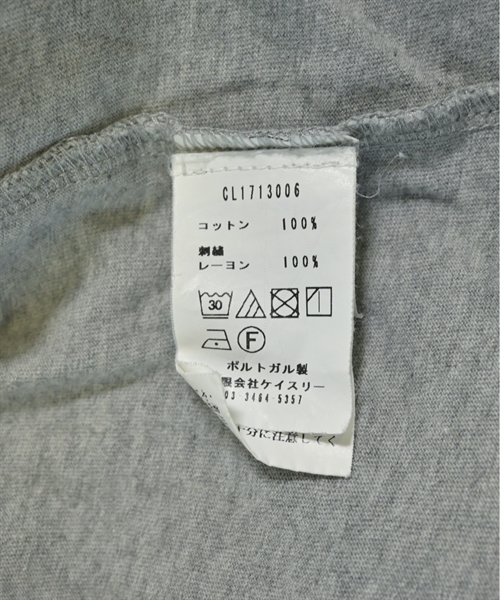 CL1713006
コットン 100%
刺繍
レーヨン 100%
30
F
ポルトガル製
限会社ケイスリー
03 3464 5357
十分に注意してく